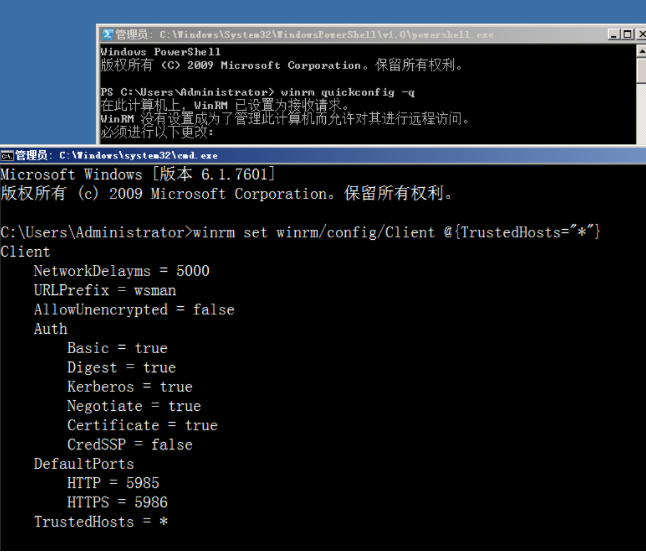 管理员: C:\Windows\System32\WindowsPowerShell\v1.0\powershell.exe
Windows PowerShell
版权所有 (C) 2009 Microsoft Corporation。保留所有权利。
PS C:\Users\Administrator> winrm quickconfig -q
在此计算机上，WinRM 已设置为接收请求。
WinRM 没有设置成为了管理此计算机而允许对其进行远程访问。
必须进行以下更改:
管理员: C:\Windows\system32\cmd.exe
Microsoft Windows [版本 6.1.7601]
版权所有 (c) 2009 Microsoft Corporation。保留所有权利。
C:\Users\Administrator>winrm set winrm/config/Client @{TrustedHosts="*"}
Client
NetworkDelayms = 5000
URLPrefix = wsman
AllowUnencrypted = false
Auth
Basic = true
Digest = true
Kerberos = true
Negotiate = true
Certificate = true
CredSSP = false
DefaultPorts
HTTP = 5985
HTTPS = 5986
TrustedHosts = *